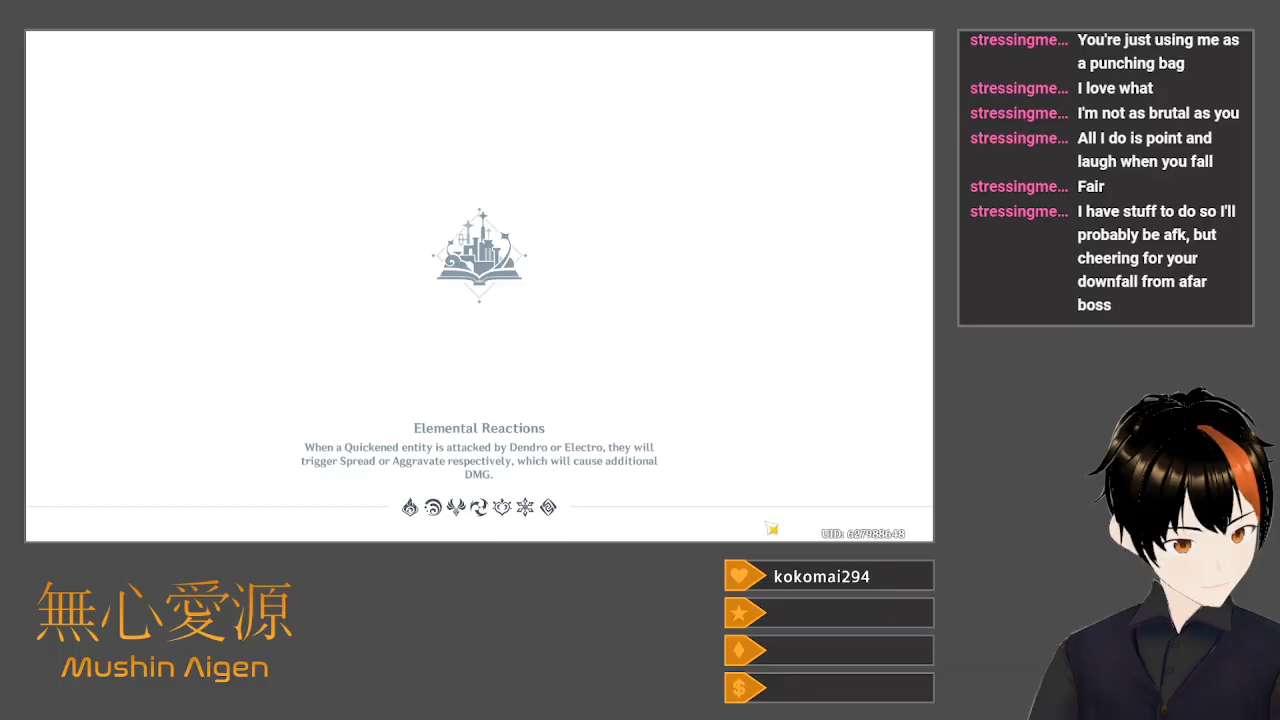 stressingme... You're just using me as
a punching bag
stressingme... I love what
stressingme... I'm not as brutal as you
stressingme... All I do is point and
laugh when you fall
stressingme... Fair
stressingme... I have stuff to do so I'll
probably be afk, but
cheering for your
downfall from afar
boss
Elemental Reactions
When a Quickened entity is attacked by Dendro or Electro, they will
trigger Spread or Aggravate respectively, which will cause additional
DMG.
UID: 627988648
kokomai294
無心愛源
Mushin Aigen